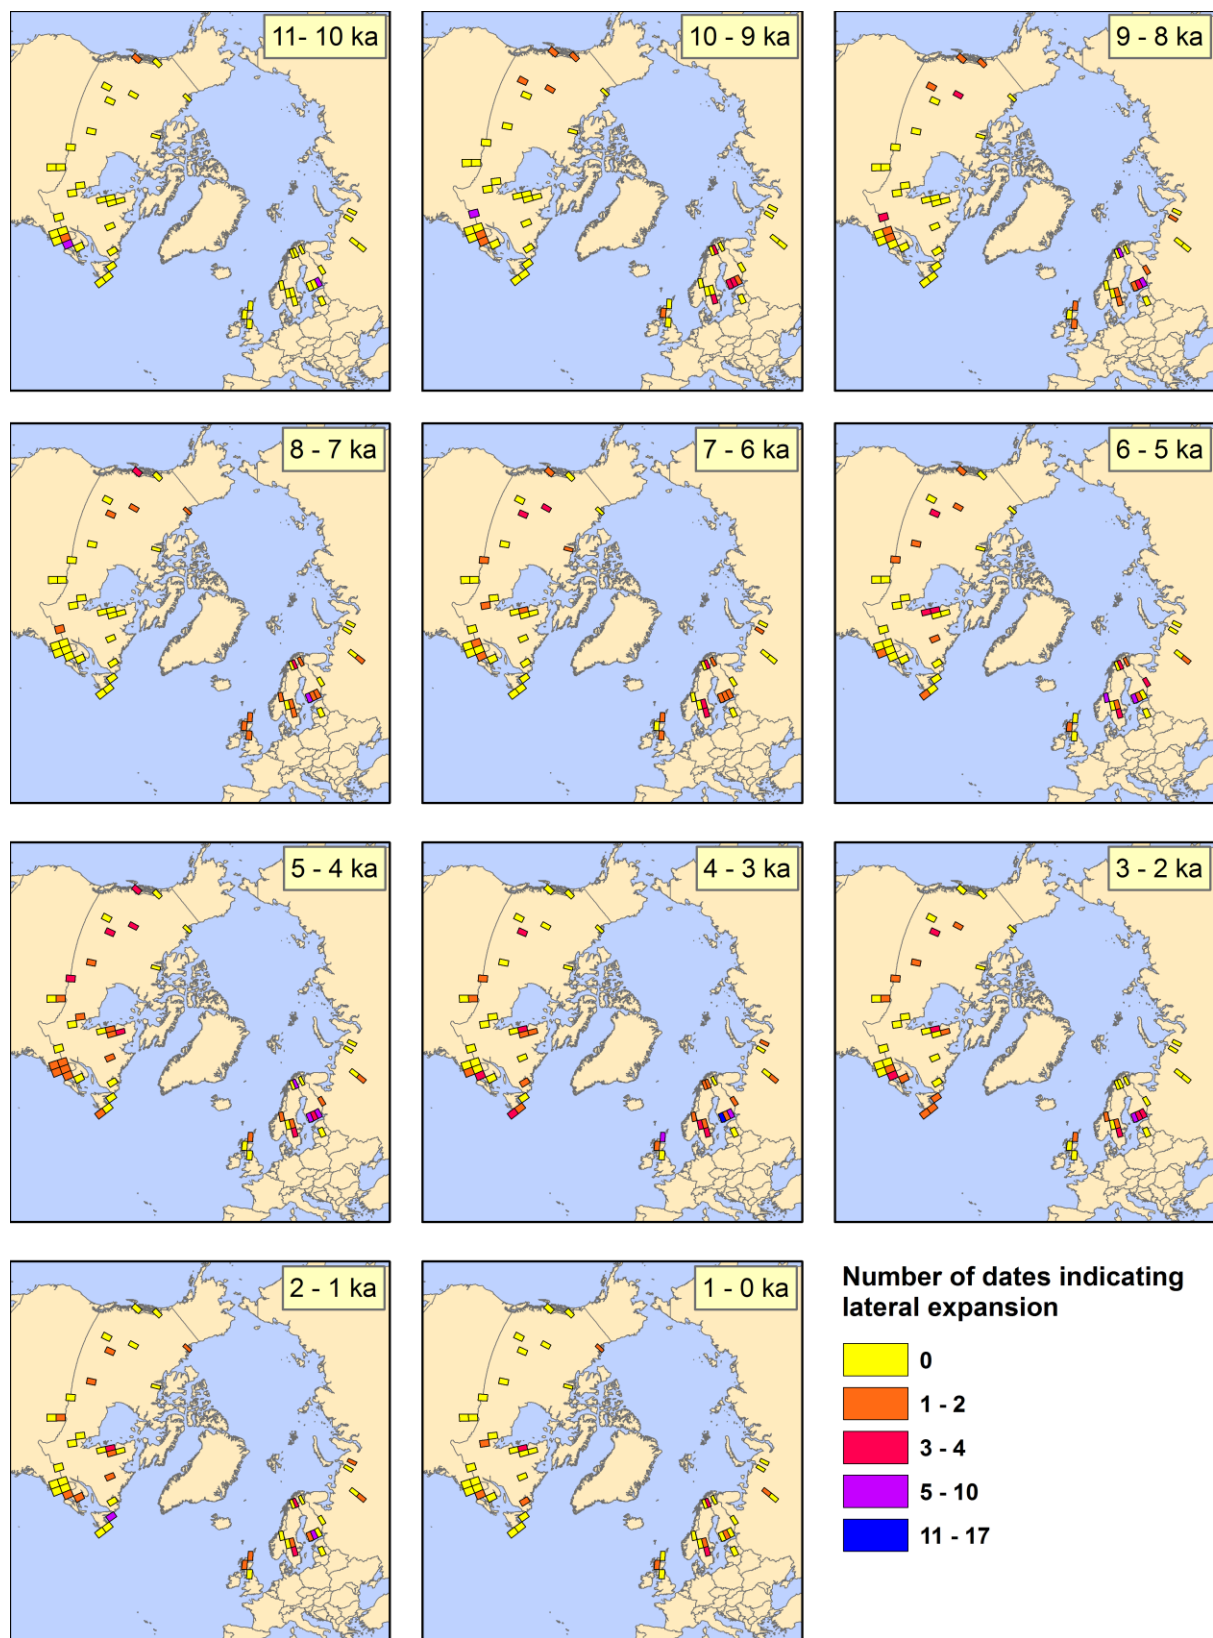 11- 10 ka
10 - 9 ka
9 - 8 ka
8 - 7 ka
7 - 6 ka
6 - 5 ka
5 - 4 ka
4 - 3 ka
3 - 2 ka
2 - 1 ka
1 - 0 ka
Number of dates indicating
lateral expansion
0
1 - 2
3 - 4
5 - 10
11 - 17